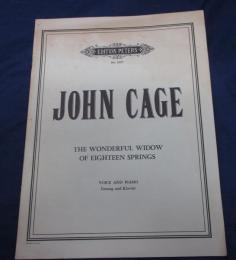 EDITION PETERS
JOHN CAGE
THE WONDERFUL WIDOW
OF EIGHTEEN SPRINGS
VOICE AND PIANO
Gesang und Klavier